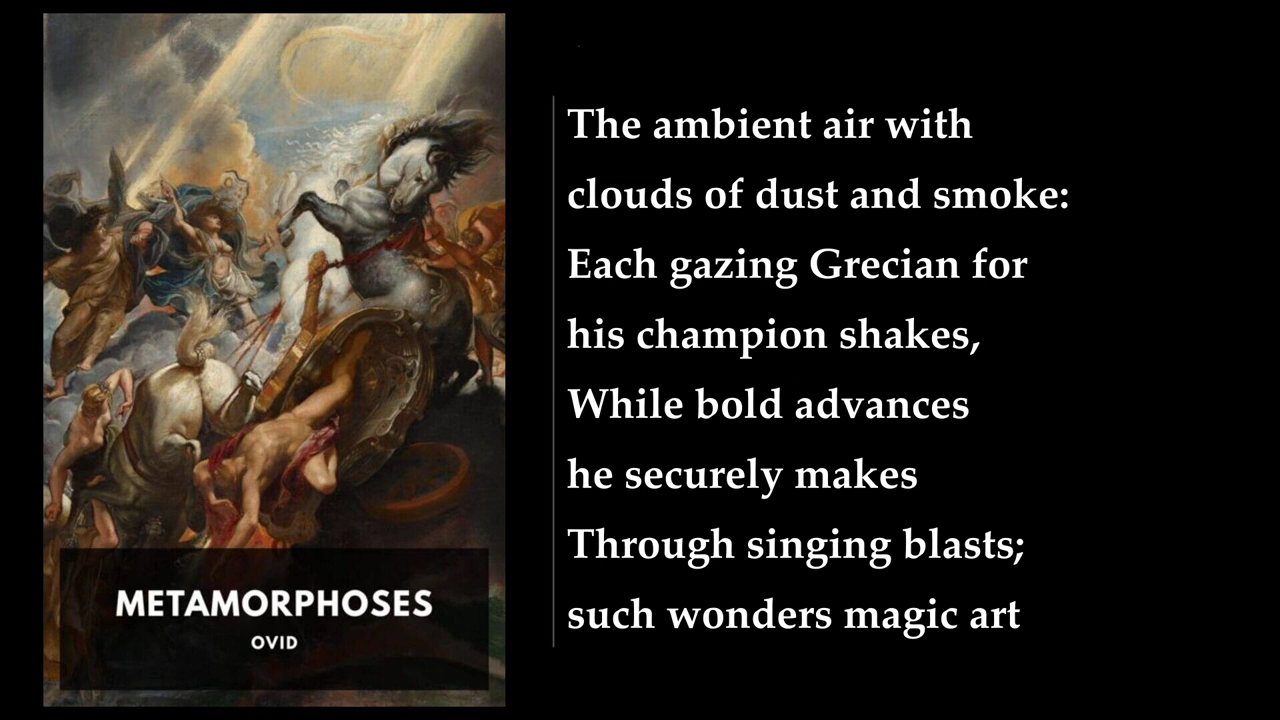 METAMORPHOSES
OVID
The ambient air with
clouds of dust and smoke:
Each gazing Grecian for
his champion shakes,
While bold advances
he securely makes
Through singing blasts;
such wonders magic art